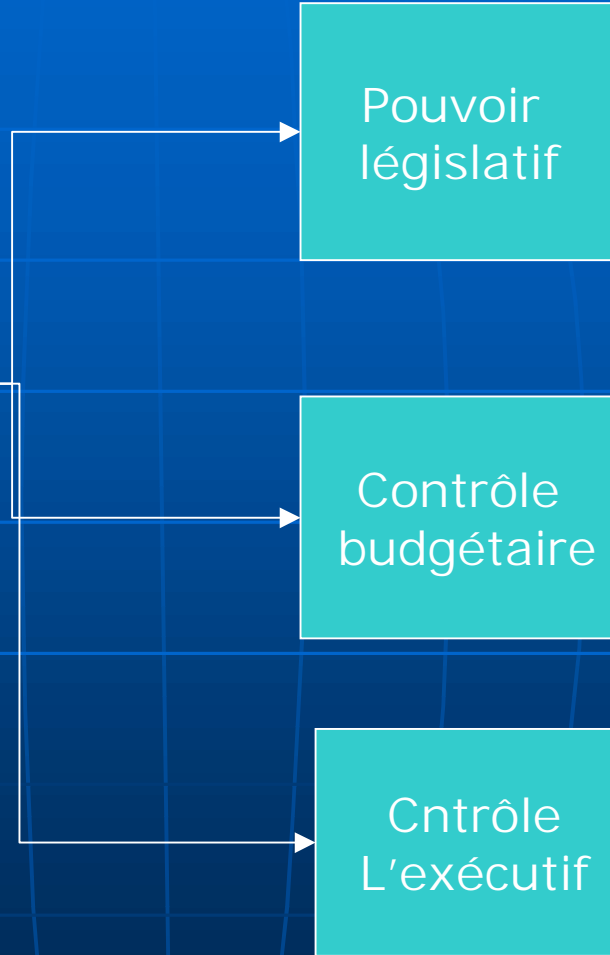 Pouvoir
législatif
Contrôle
budgétaire
Cntrôle
L'exécutif